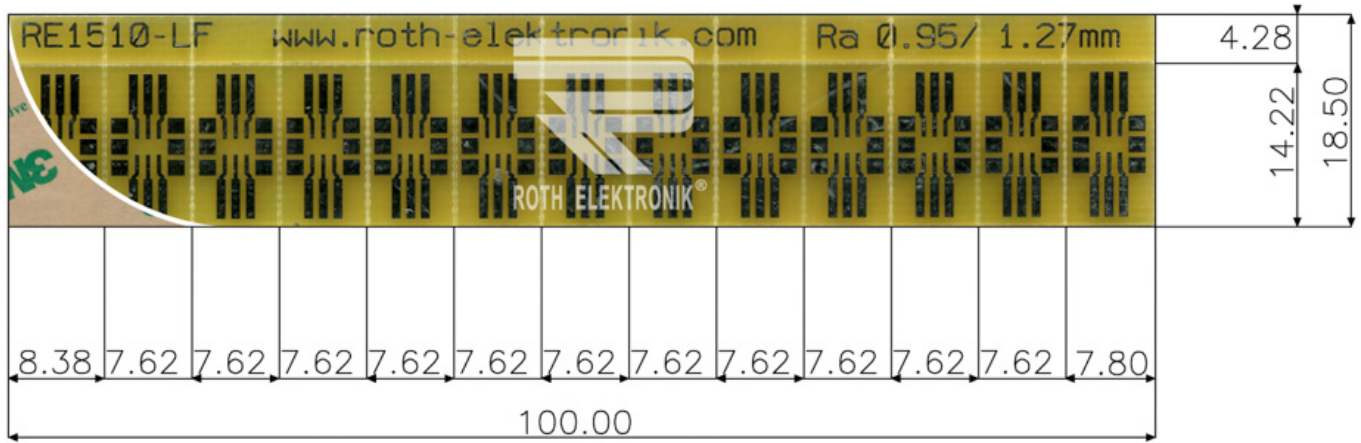 RE1510-LF www.roth-elektronik.com Ra 0.95/ 1.27mm
4.28
14.22
18.50
ive
ROTH ELEKTRONIK®
8.38 7.62 7.62 7.62 7.62 7.62 7.62 7.62 7.62 7.62 7.62 7.62 7.80
100.00